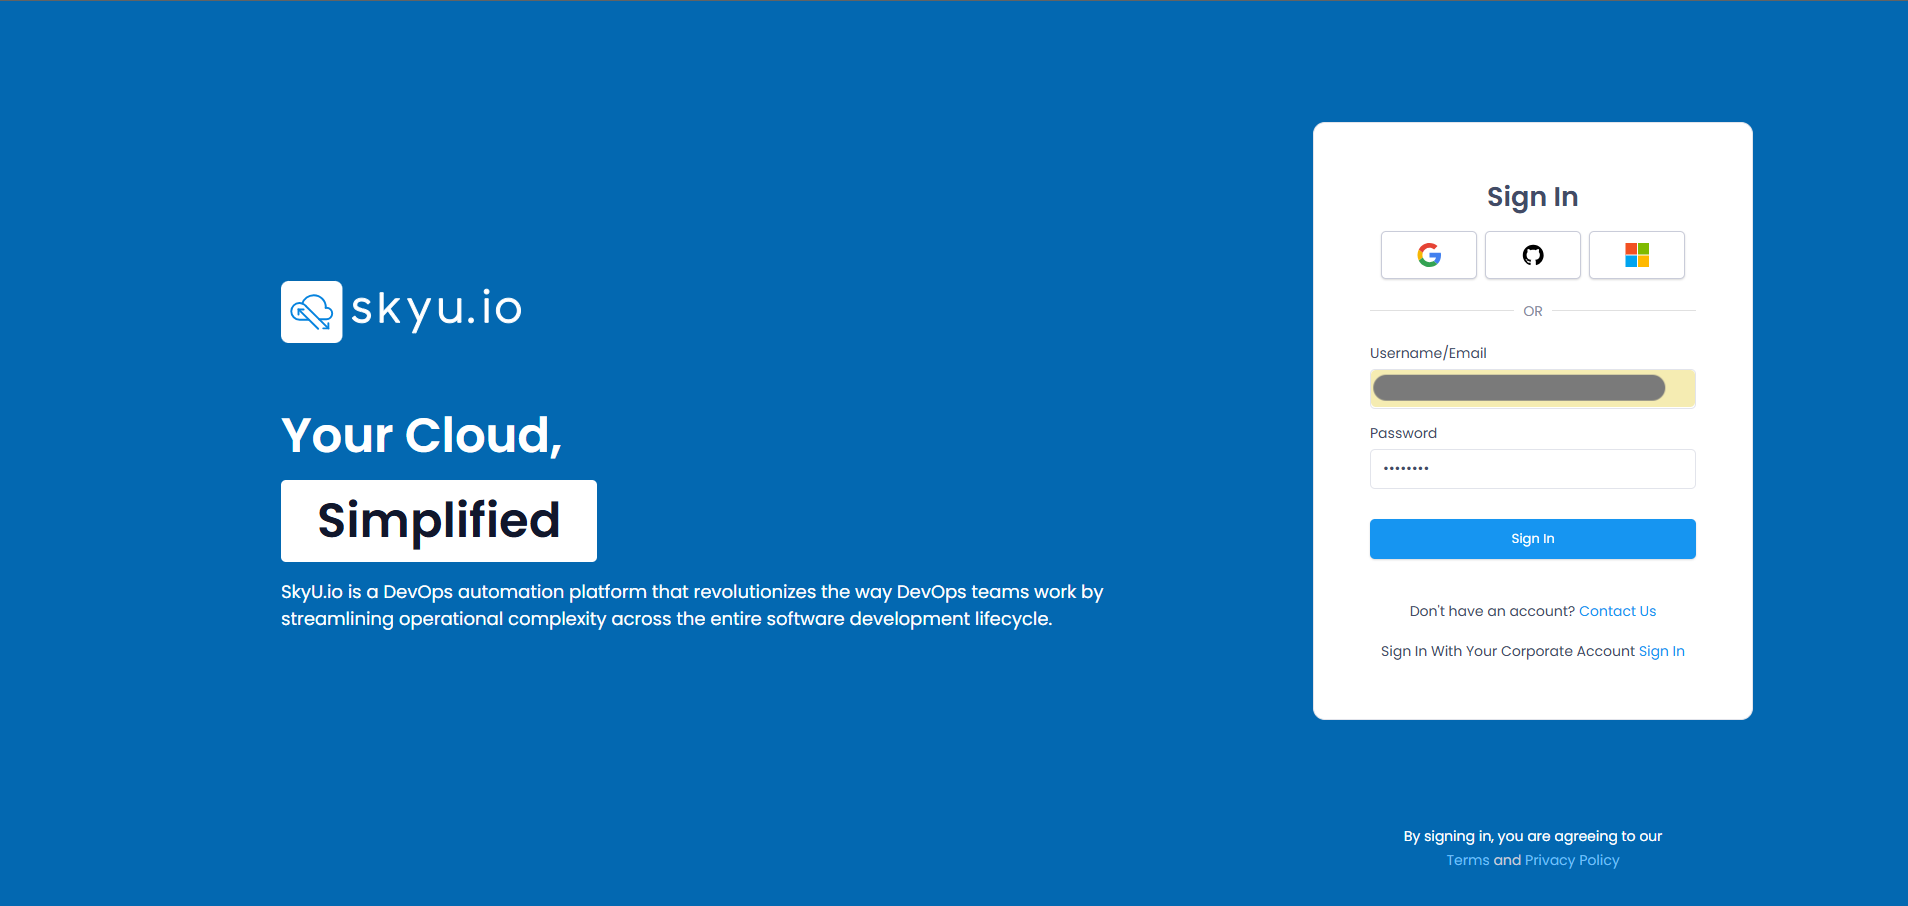 skyu.io
Your Cloud,
Simplified
SkyU.io is a DevOps automation platform that revolutionizes the way DevOps teams work by
streamlining operational complexity across the entire software development lifecycle.
Sign In
OR
Username/Email
Password
••••••••
Sign In
Don't have an account? Contact Us
Sign In With Your Corporate Account Sign In
By signing in, you are agreeing to our
Terms and Privacy Policy